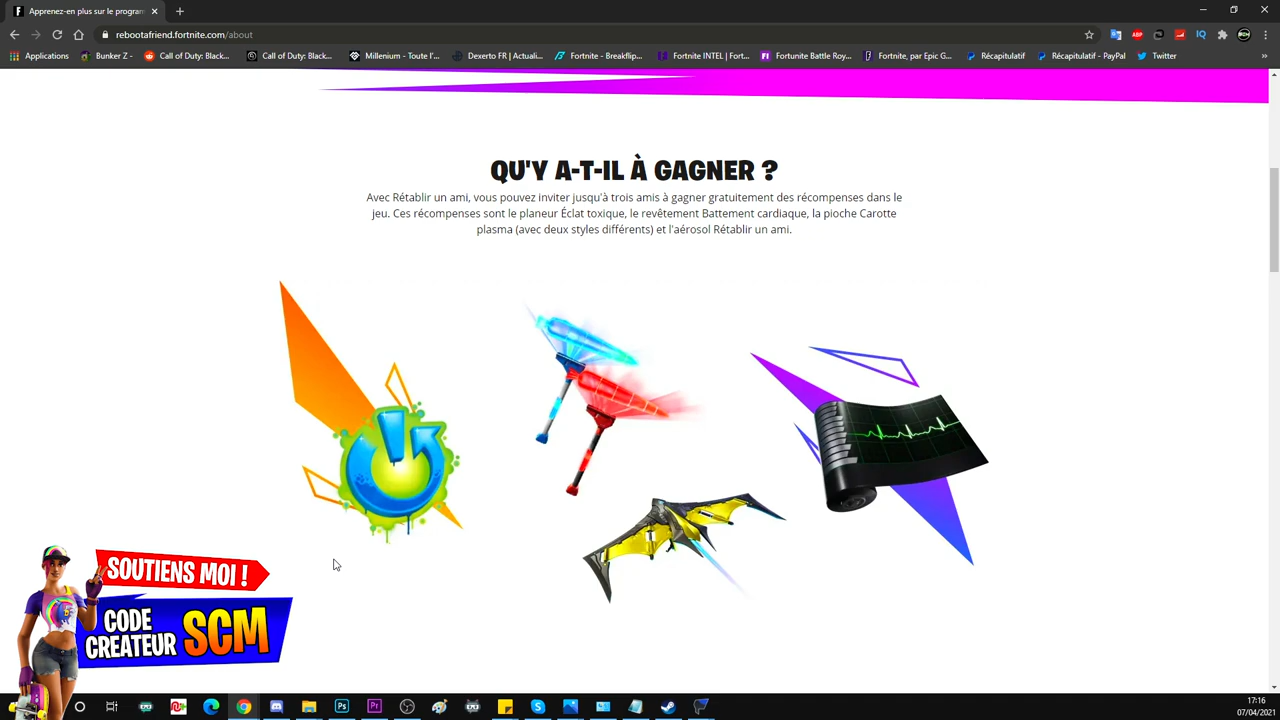 Apprenez-en plus sur le program
rebootafriend.fortnite.com/about
Applications
Bunker Z -
Call of Duty: Black...
Call of Duty: Black...
Millenium - Toute l'...
Dexerto FR | Actuali...
Fortnite - Breakflip...
Fortnite INTEL | Fort...
Fortunite Battle Roy...
Fortnite, par Epic G...
Récapitulatif
Récapitulatif - PayPal
Twitter
»
QU'Y A-T-IL À GAGNER ?
Avec Rétablir un ami, vous pouvez inviter jusqu'à trois amis à gagner gratuitement des récompenses dans le
jeu. Ces récompenses sont le planeur Éclat toxique, le revêtement Battement cardiaque, la pioche Carotte
plasma (avec deux styles différents) et l'aérosol Rétablir un ami.
SOUTIENS MOI !
CODE
CREATEUR SCM
17:16
07/04/2021